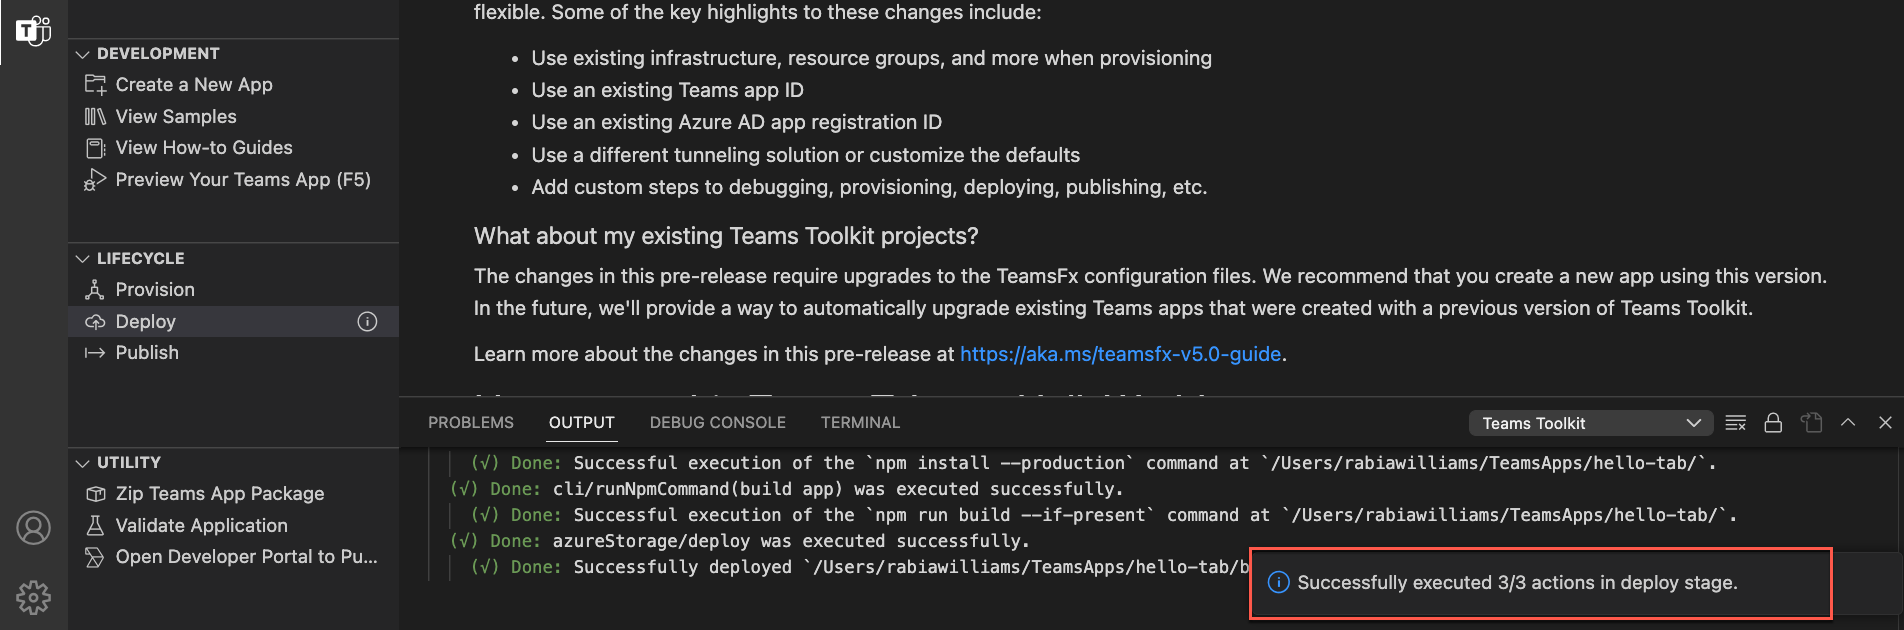 DEVELOPMENT
Create a New App
View Samples
View How-to Guides
Preview Your Teams App (F5)
LIFECYCLE
Provision
Deploy
Publish
UTILITY
Zip Teams App Package
Validate Application
Open Developer Portal to Pu...
flexible. Some of the key highlights to these changes include:
• Use existing infrastructure, resource groups, and more when provisioning
• Use an existing Teams app ID
• Use an existing Azure AD app registration ID
• Use a different tunneling solution or customize the defaults
• Add custom steps to debugging, provisioning, deploying, publishing, etc.
What about my existing Teams Toolkit projects?
The changes in this pre-release require upgrades to the TeamsFx configuration files. We recommend that you create a new app using this version.
In the future, we'll provide a way to automatically upgrade existing Teams apps that were created with a previous version of Teams Toolkit.
Learn more about the changes in this pre-release at https://aka.ms/teamsfx-v5.0-guide.
PROBLEMS OUTPUT DEBUG CONSOLE TERMINAL Teams Toolkit
(√) Done: Successful execution of the `npm install --production` command at `/Users/rabiawilliams/TeamsApps/hello-tab/`.
(√) Done: cli/runNpmCommand(build app) was executed successfully.
(√) Done: Successful execution of the `npm run build --if-present` command at `/Users/rabiawilliams/TeamsApps/hello-tab/`.
(√) Done: azureStorage/deploy was executed successfully.
(√) Done: Successfully deployed `/Users/rabiawilliams/TeamsApps/hello-tab/b
Successfully executed 3/3 actions in deploy stage.